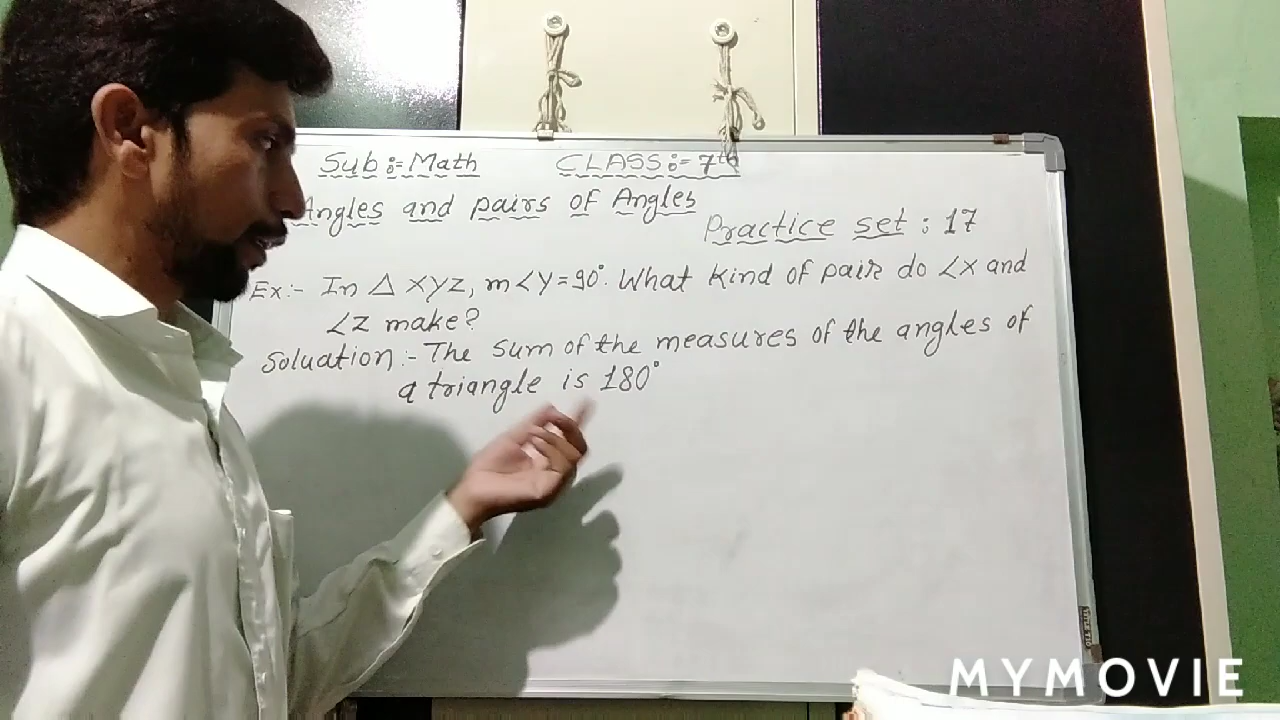 Sub :- Math CLASS :- 7th
Angles and pairs of Angles
Practice set : 17
Ex :- In △ XYZ, m∠Y=90°. What kind of pair do ∠X and
∠Z make?
Soluation :- The sum of the measures of the angles of
a triangle is 180°
MYMOVIE